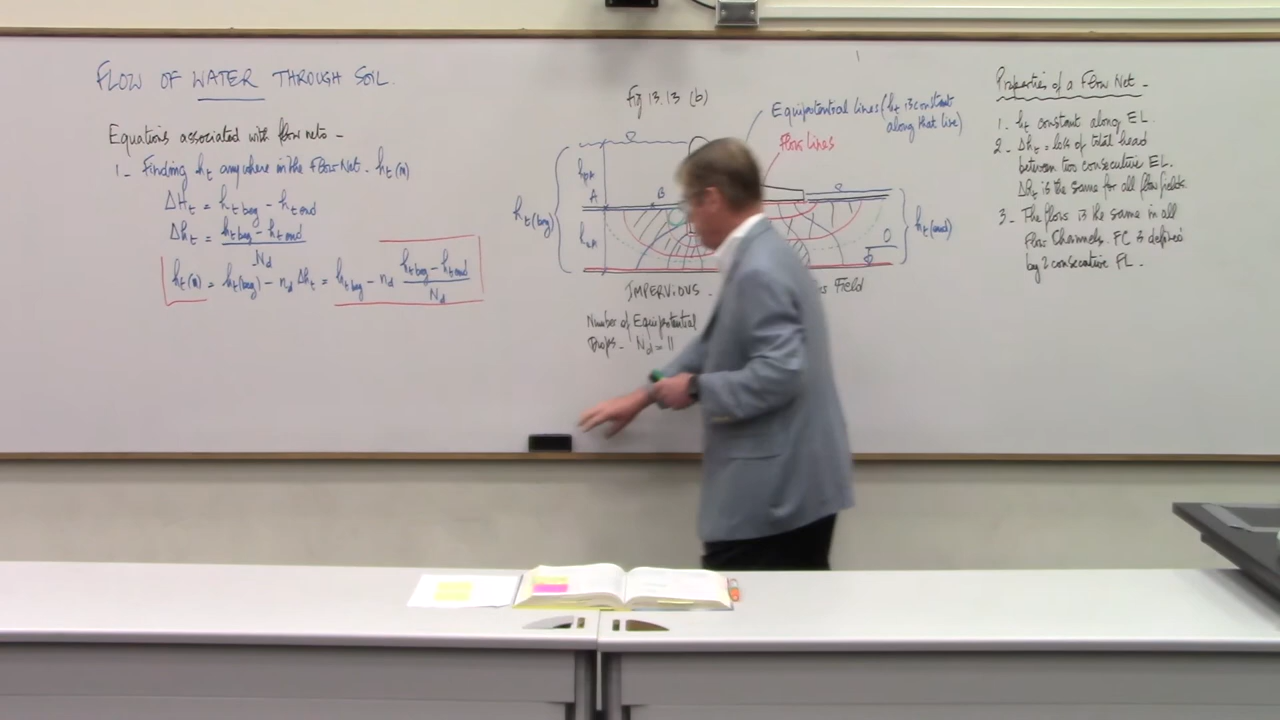 FLOW OF WATER THROUGH SOIL.
Equations associated with flow nets -
1 - Finding ht anywhere in the Flow Net. ht(n)
ΔHt = ht beg - ht end
Δht = ht beg - ht end
Nd
ht(n) = ht(beg) - nd Δht = ht beg - nd ht beg - ht end
Nd
Fig 13.13 (b)
Equipotential lines (ht is constant
along that line)
Flow Lines
ht(beg)
hpA
A
B
heA
0
ht(end)
IMPERVIOUS
Field
Number of Equipotential
Drops - Nd = 11
Properties of a Flow Net -
1 - ht constant along EL.
2 - Δht = loss of total head
between two consecutive EL.
Δht is the same for all flow fields.
3 - The flow is the same in all
Flow Channels. FC is defined
by 2 consecutive FL -